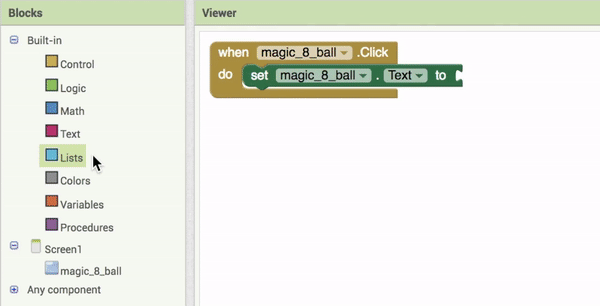 Blocks
Viewer
Built-in
Control
Logic
Math
Text
Lists
Colors
Variables
Procedures
Screen1
magic_8_ball
Any component
when magic_8_ball .Click
do set magic_8_ball . Text to